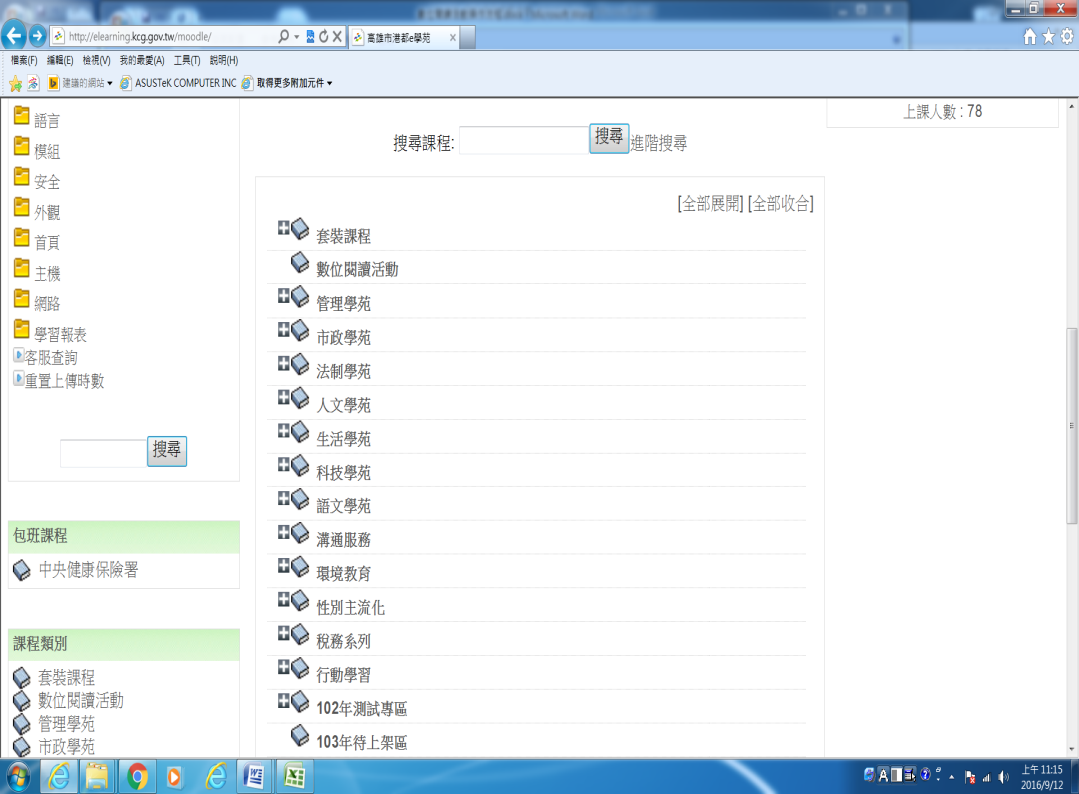 http://elearning.kcg.gov.tw/moodle/
高雄市港都e學苑
檔案(F) 編輯(E) 檢視(V) 我的最愛(A) 工具(T) 說明(H)
建議的網站 ASUSTeK COMPUTER INC 取得更多附加元件
語言
模組
安全
外觀
首頁
主機
網路
學習報表
客服查詢
重置上傳時數
搜尋
包班課程
中央健康保險署
課程類別
套裝課程
數位閱讀活動
管理學苑
市政學苑
搜尋課程: 搜尋 進階搜尋
[全部展開] [全部收合]
套裝課程
數位閱讀活動
管理學苑
市政學苑
法制學苑
人文學苑
生活學苑
科技學苑
語文學苑
溝通服務
環境教育
性別主流化
稅務系列
行動學習
102年測試專區
103年待上架區
上課人數 : 78
上午 11:15
2016/9/12